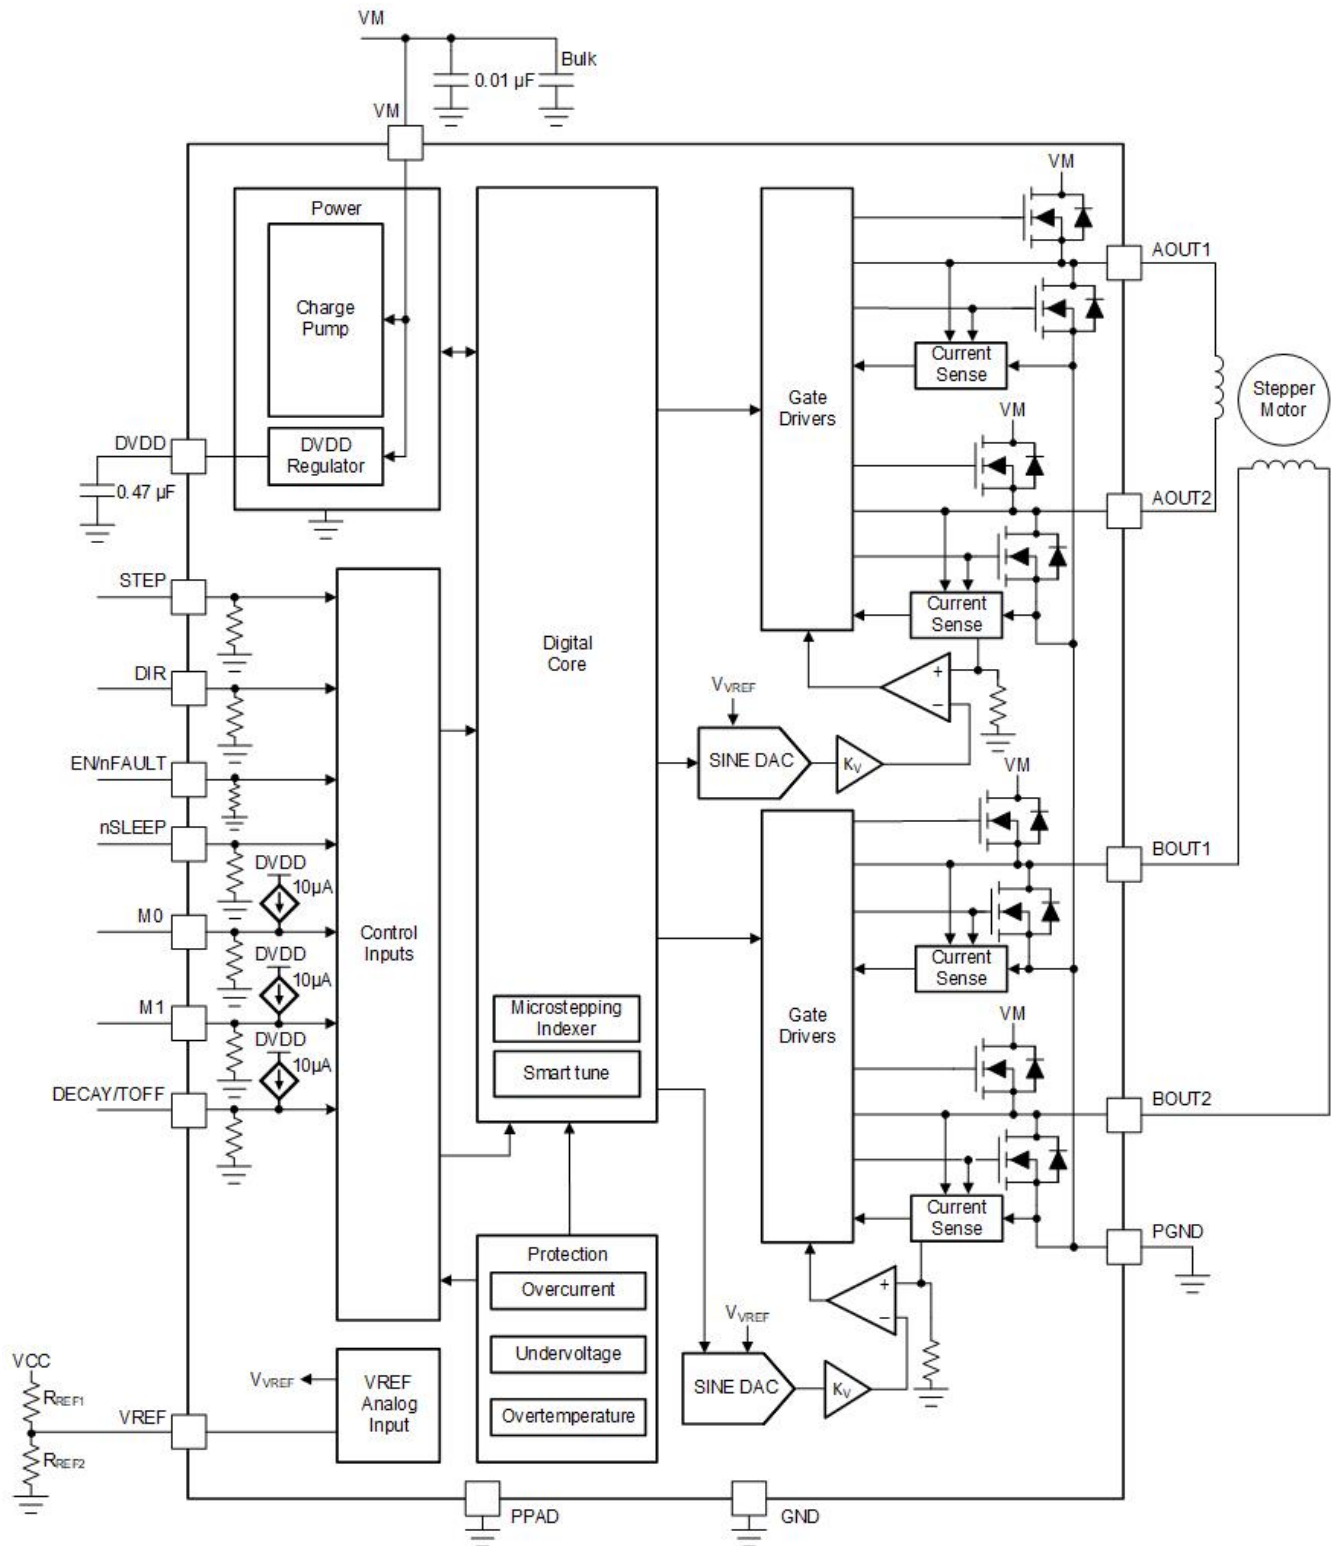 VM
0.01 µF
Bulk
VM
Power
Charge
Pump
DVDD
Regulator
DVDD
0.47 µF
STEP
DIR
EN/nFAULT
nSLEEP
DVDD
10µA
M0
DVDD
10µA
M1
DVDD
10µA
DECAY/TOFF
Control
Inputs
Digital
Core
Microstepping
Indexer
Smart tune
Protection
Overcurrent
Undervoltage
Overtemperature
VCC
RREF1
VREF
RREF2
VVREF
VREF
Analog
Input
Gate
Drivers
VM
AOUT1
Current
Sense
VM
AOUT2
Current
Sense
Stepper
Motor
+
−
VVREF
SINE DAC
KV
Gate
Drivers
VM
BOUT1
Current
Sense
VM
BOUT2
Current
Sense
PGND
+
−
VVREF
SINE DAC
KV
PPAD
GND